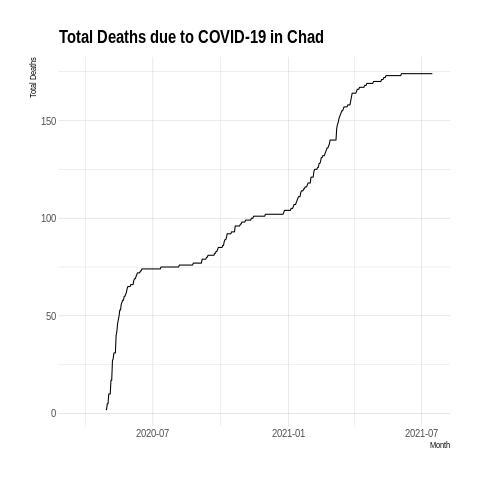 Total Deaths due to COVID-19 in Chad
Total Deaths
150
100
50
0
2020-07
2021-01
2021-07
Month